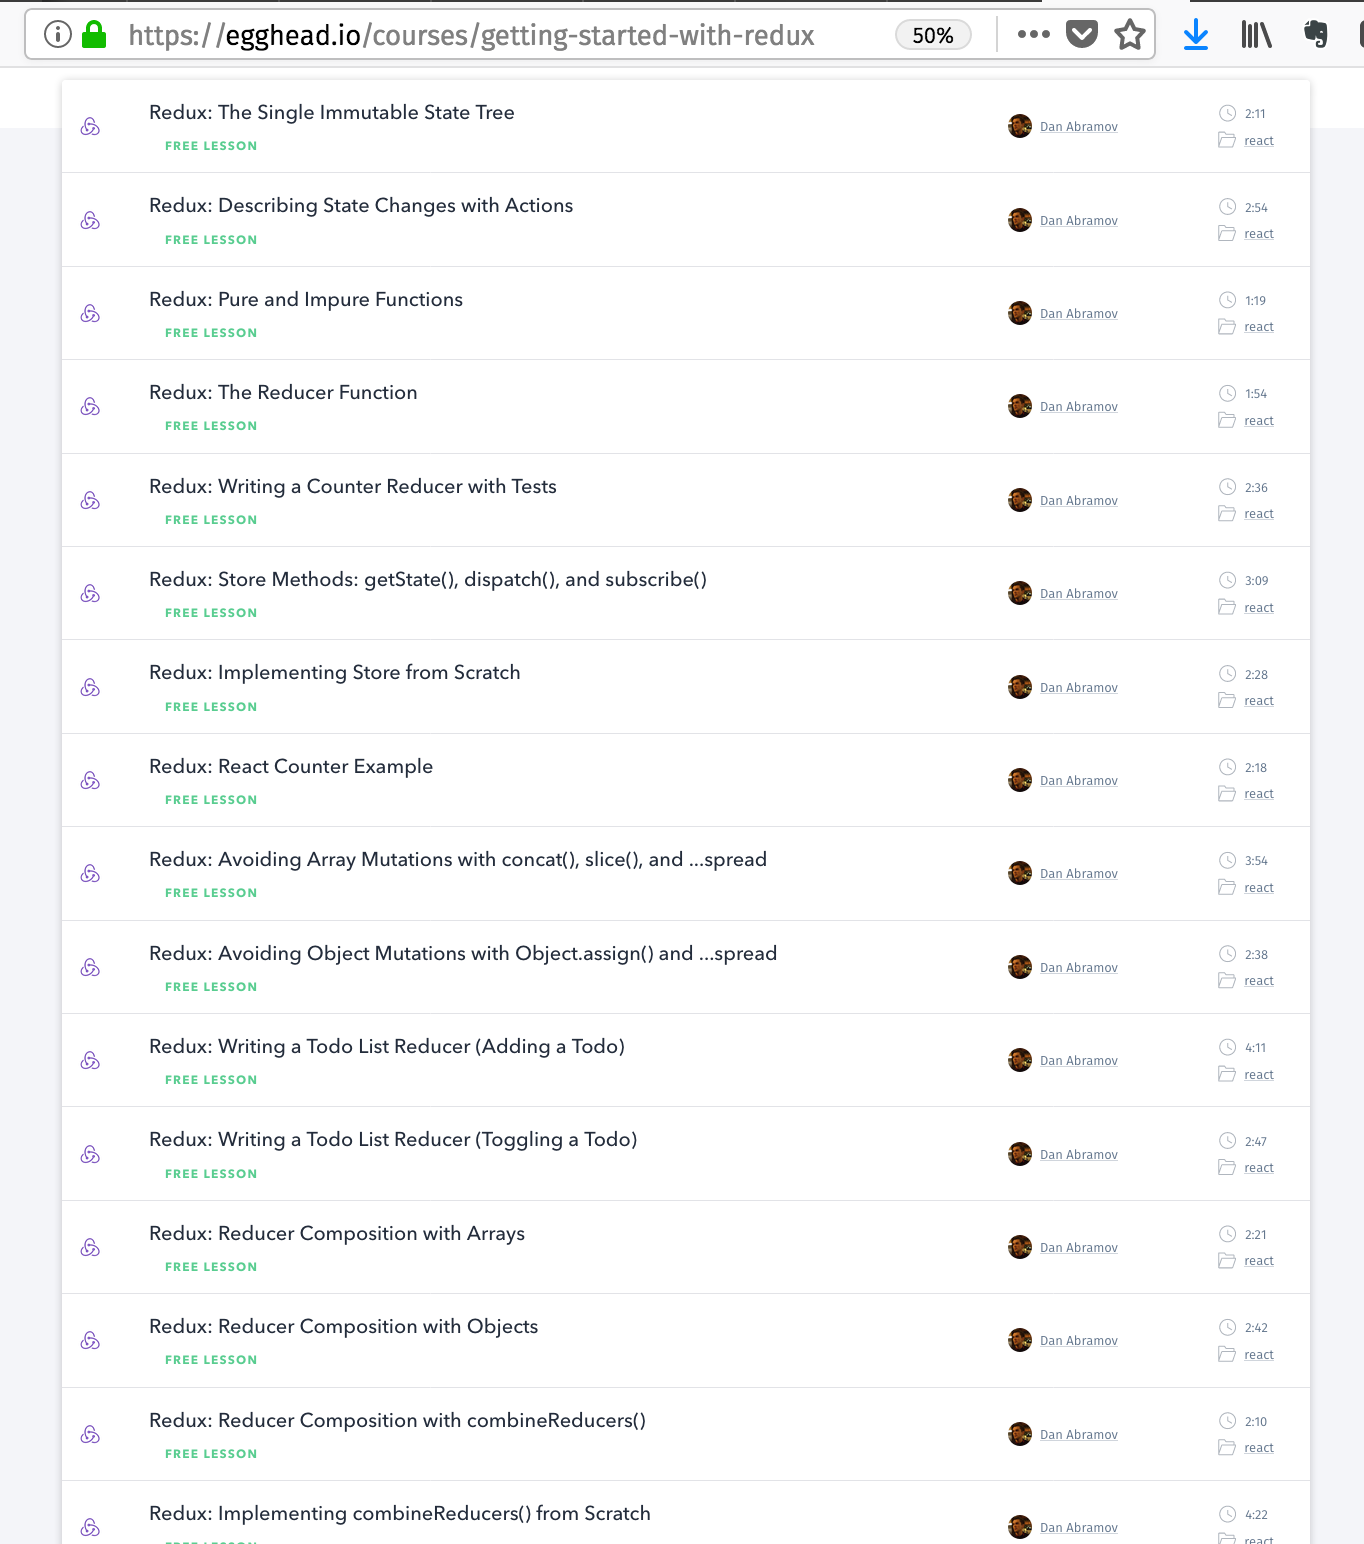 https://egghead.io/courses/getting-started-with-redux 50%
Redux: The Single Immutable State Tree
FREE LESSON
Dan Abramov
2:11
react
Redux: Describing State Changes with Actions
FREE LESSON
Dan Abramov
2:54
react
Redux: Pure and Impure Functions
FREE LESSON
Dan Abramov
1:19
react
Redux: The Reducer Function
FREE LESSON
Dan Abramov
1:54
react
Redux: Writing a Counter Reducer with Tests
FREE LESSON
Dan Abramov
2:36
react
Redux: Store Methods: getState(), dispatch(), and subscribe()
FREE LESSON
Dan Abramov
3:09
react
Redux: Implementing Store from Scratch
FREE LESSON
Dan Abramov
2:28
react
Redux: React Counter Example
FREE LESSON
Dan Abramov
2:18
react
Redux: Avoiding Array Mutations with concat(), slice(), and ...spread
FREE LESSON
Dan Abramov
3:54
react
Redux: Avoiding Object Mutations with Object.assign() and ...spread
FREE LESSON
Dan Abramov
2:38
react
Redux: Writing a Todo List Reducer (Adding a Todo)
FREE LESSON
Dan Abramov
4:11
react
Redux: Writing a Todo List Reducer (Toggling a Todo)
FREE LESSON
Dan Abramov
2:47
react
Redux: Reducer Composition with Arrays
FREE LESSON
Dan Abramov
2:21
react
Redux: Reducer Composition with Objects
FREE LESSON
Dan Abramov
2:42
react
Redux: Reducer Composition with combineReducers()
FREE LESSON
Dan Abramov
2:10
react
Redux: Implementing combineReducers() from Scratch
Dan Abramov
4:22
react